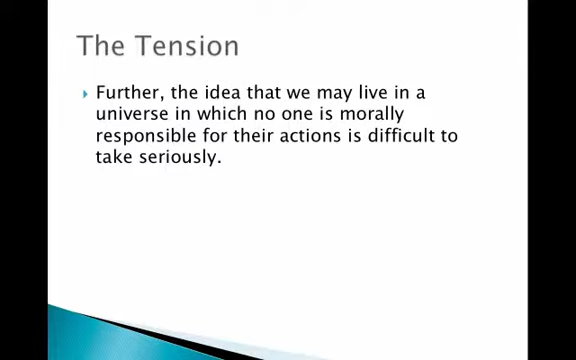 The Tension
Further, the idea that we may live in a
universe in which no one is morally
responsible for their actions is difficult to
take seriously.